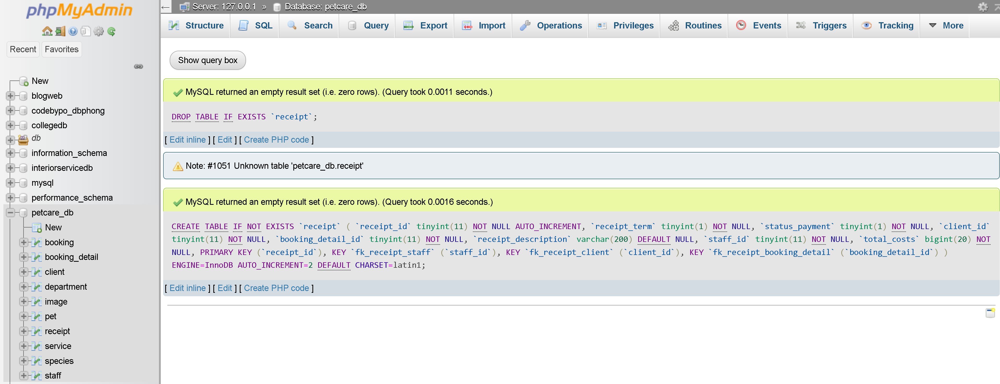 phpMyAdmin
Recent
Favorites
New
blogweb
codebypo_dbphong
collegedb
db
information_schema
interiorservicedb
mysql
performance_schema
petcare_db
New
booking
booking_detail
client
department
image
pet
receipt
service
species
staff
Server: 127.0.0.1 » Database: petcare_db
Structure SQL Search Query Export Import Operations Privileges Routines Events Triggers Tracking More
Show query box
MySQL returned an empty result set (i.e. zero rows). (Query took 0.0011 seconds.)
DROP TABLE IF EXISTS `receipt`;
[ Edit inline ] [ Edit ] [ Create PHP code ]
Note: #1051 Unknown table 'petcare_db.receipt'
MySQL returned an empty result set (i.e. zero rows). (Query took 0.0016 seconds.)
CREATE TABLE IF NOT EXISTS `receipt` ( `receipt_id` tinyint(11) NOT NULL AUTO_INCREMENT, `receipt_term` tinyint(1) NOT NULL, `status_payment` tinyint(1) NOT NULL, `client_id`
tinyint(11) NOT NULL, `booking_detail_id` tinyint(11) NOT NULL, `receipt_description` varchar(200) DEFAULT NULL, `staff_id` tinyint(11) NOT NULL, `total_costs` bigint(20) NOT
NULL, PRIMARY KEY (`receipt_id`), KEY `fk_receipt_staff` (`staff_id`), KEY `fk_receipt_client` (`client_id`), KEY `fk_receipt_booking_detail` (`booking_detail_id`) )
ENGINE=InnoDB AUTO_INCREMENT=2 DEFAULT CHARSET=latin1;
[ Edit inline ] [ Edit ] [ Create PHP code ]